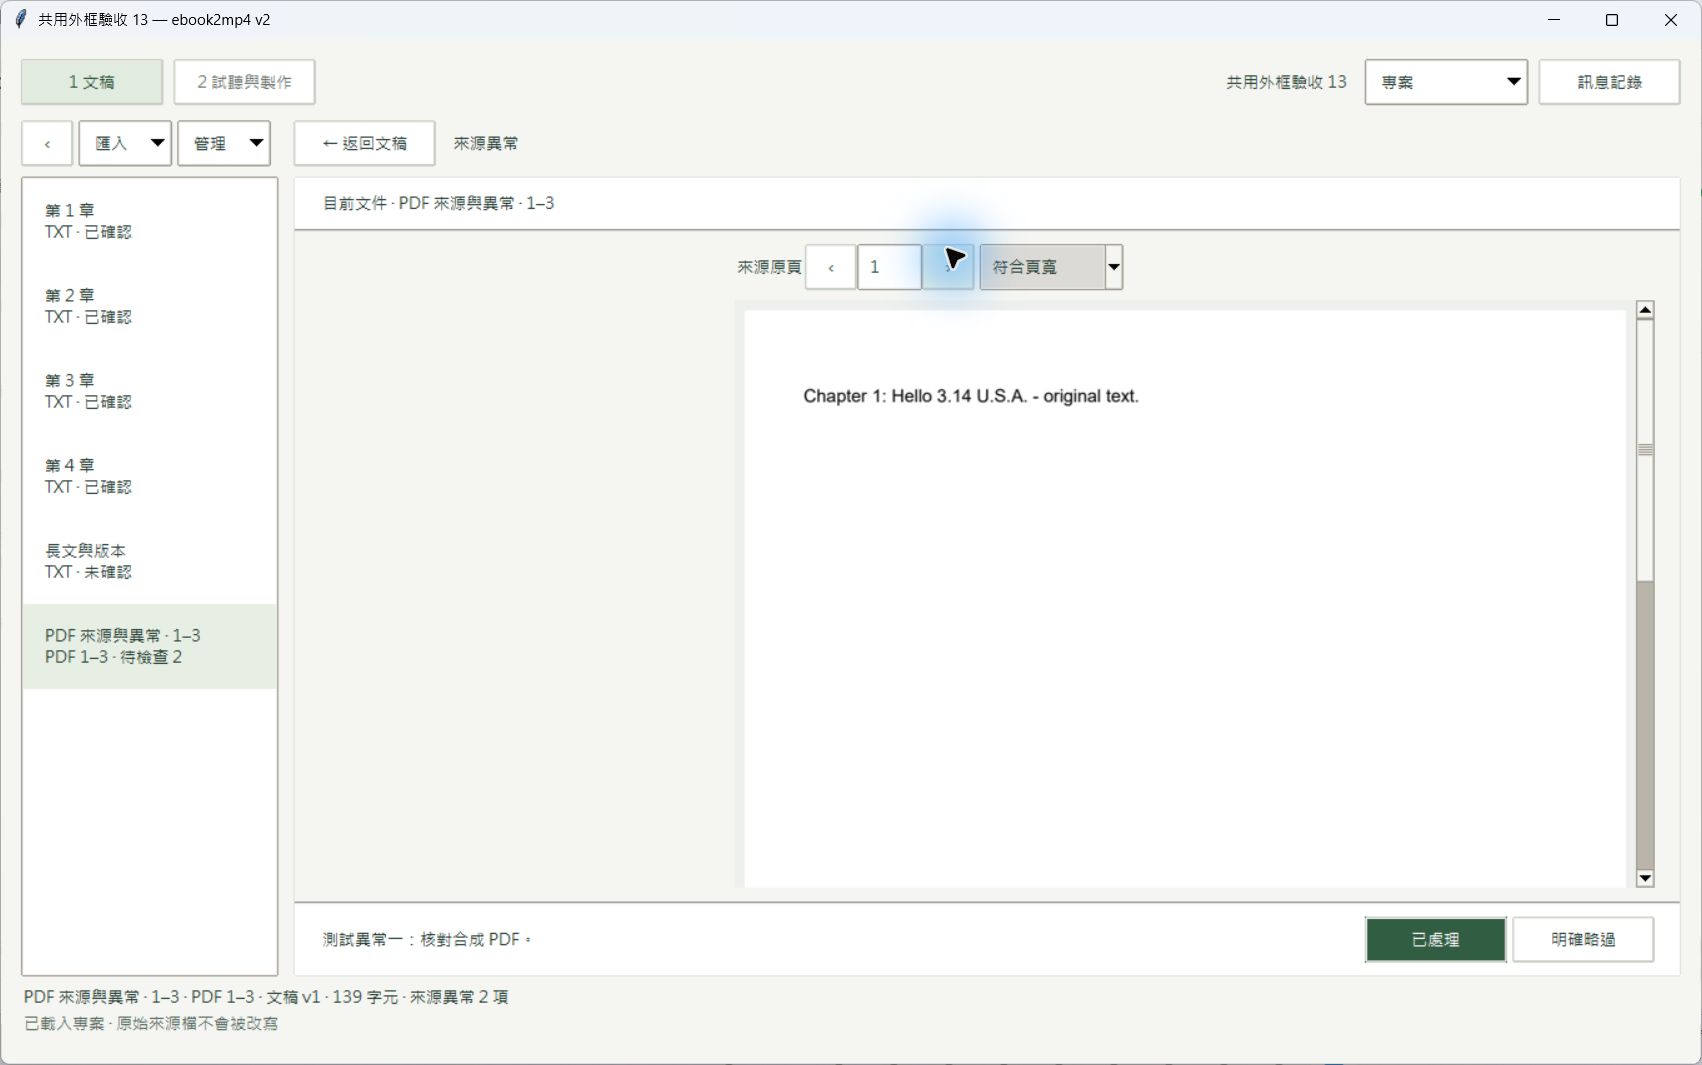 共用外框驗收 13 — ebook2mp4 v2
1 文稿
2 試聽與製作
共用外框驗收 13
專案
訊息記錄
‹
匯入
管理
← 返回文稿
來源異常
第 1 章
TXT · 已確認
第 2 章
TXT · 已確認
第 3 章
TXT · 已確認
第 4 章
TXT · 已確認
長文與版本
TXT · 未確認
PDF 來源與異常 · 1–3
PDF 1–3 · 待檢查 2
目前文件 · PDF 來源與異常 · 1–3
來源原頁
‹
1
›
符合頁寬
Chapter 1: Hello 3.14 U.S.A. - original text.
測試異常一：核對合成 PDF。
已處理
明確略過
PDF 來源與異常 · 1–3 · PDF 1–3 · 文稿 v1 · 139 字元 · 來源異常 2 項
已載入專案 · 原始來源檔不會被改寫